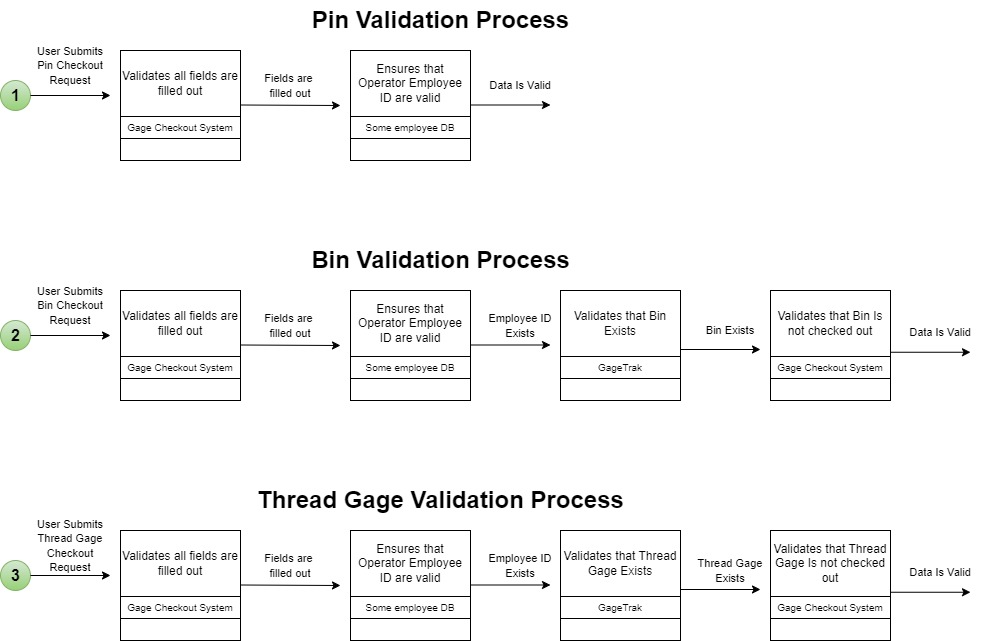 Pin Validation Process
User Submits
Pin Checkout
Request
1
Validates all fields are
filled out
Gage Checkout System
Fields are
filled out
Ensures that
Operator Employee
ID are valid
Some employee DB
Data Is Valid
Bin Validation Process
User Submits
Bin Checkout
Request
2
Validates all fields are
filled out
Gage Checkout System
Fields are
filled out
Ensures that
Operator Employee
ID are valid
Some employee DB
Employee ID
Exists
Validates that Bin
Exists
GageTrak
Bin Exists
Validates that Bin Is
not checked out
Gage Checkout System
Data Is Valid
Thread Gage Validation Process
User Submits
Thread Gage
Checkout
Request
3
Validates all fields are
filled out
Gage Checkout System
Fields are
filled out
Ensures that
Operator Employee
ID are valid
Some employee DB
Employee ID
Exists
Validates that Thread
Gage Exists
GageTrak
Thread Gage
Exists
Validates that Thread
Gage Is not checked
out
Gage Checkout System
Data Is Valid